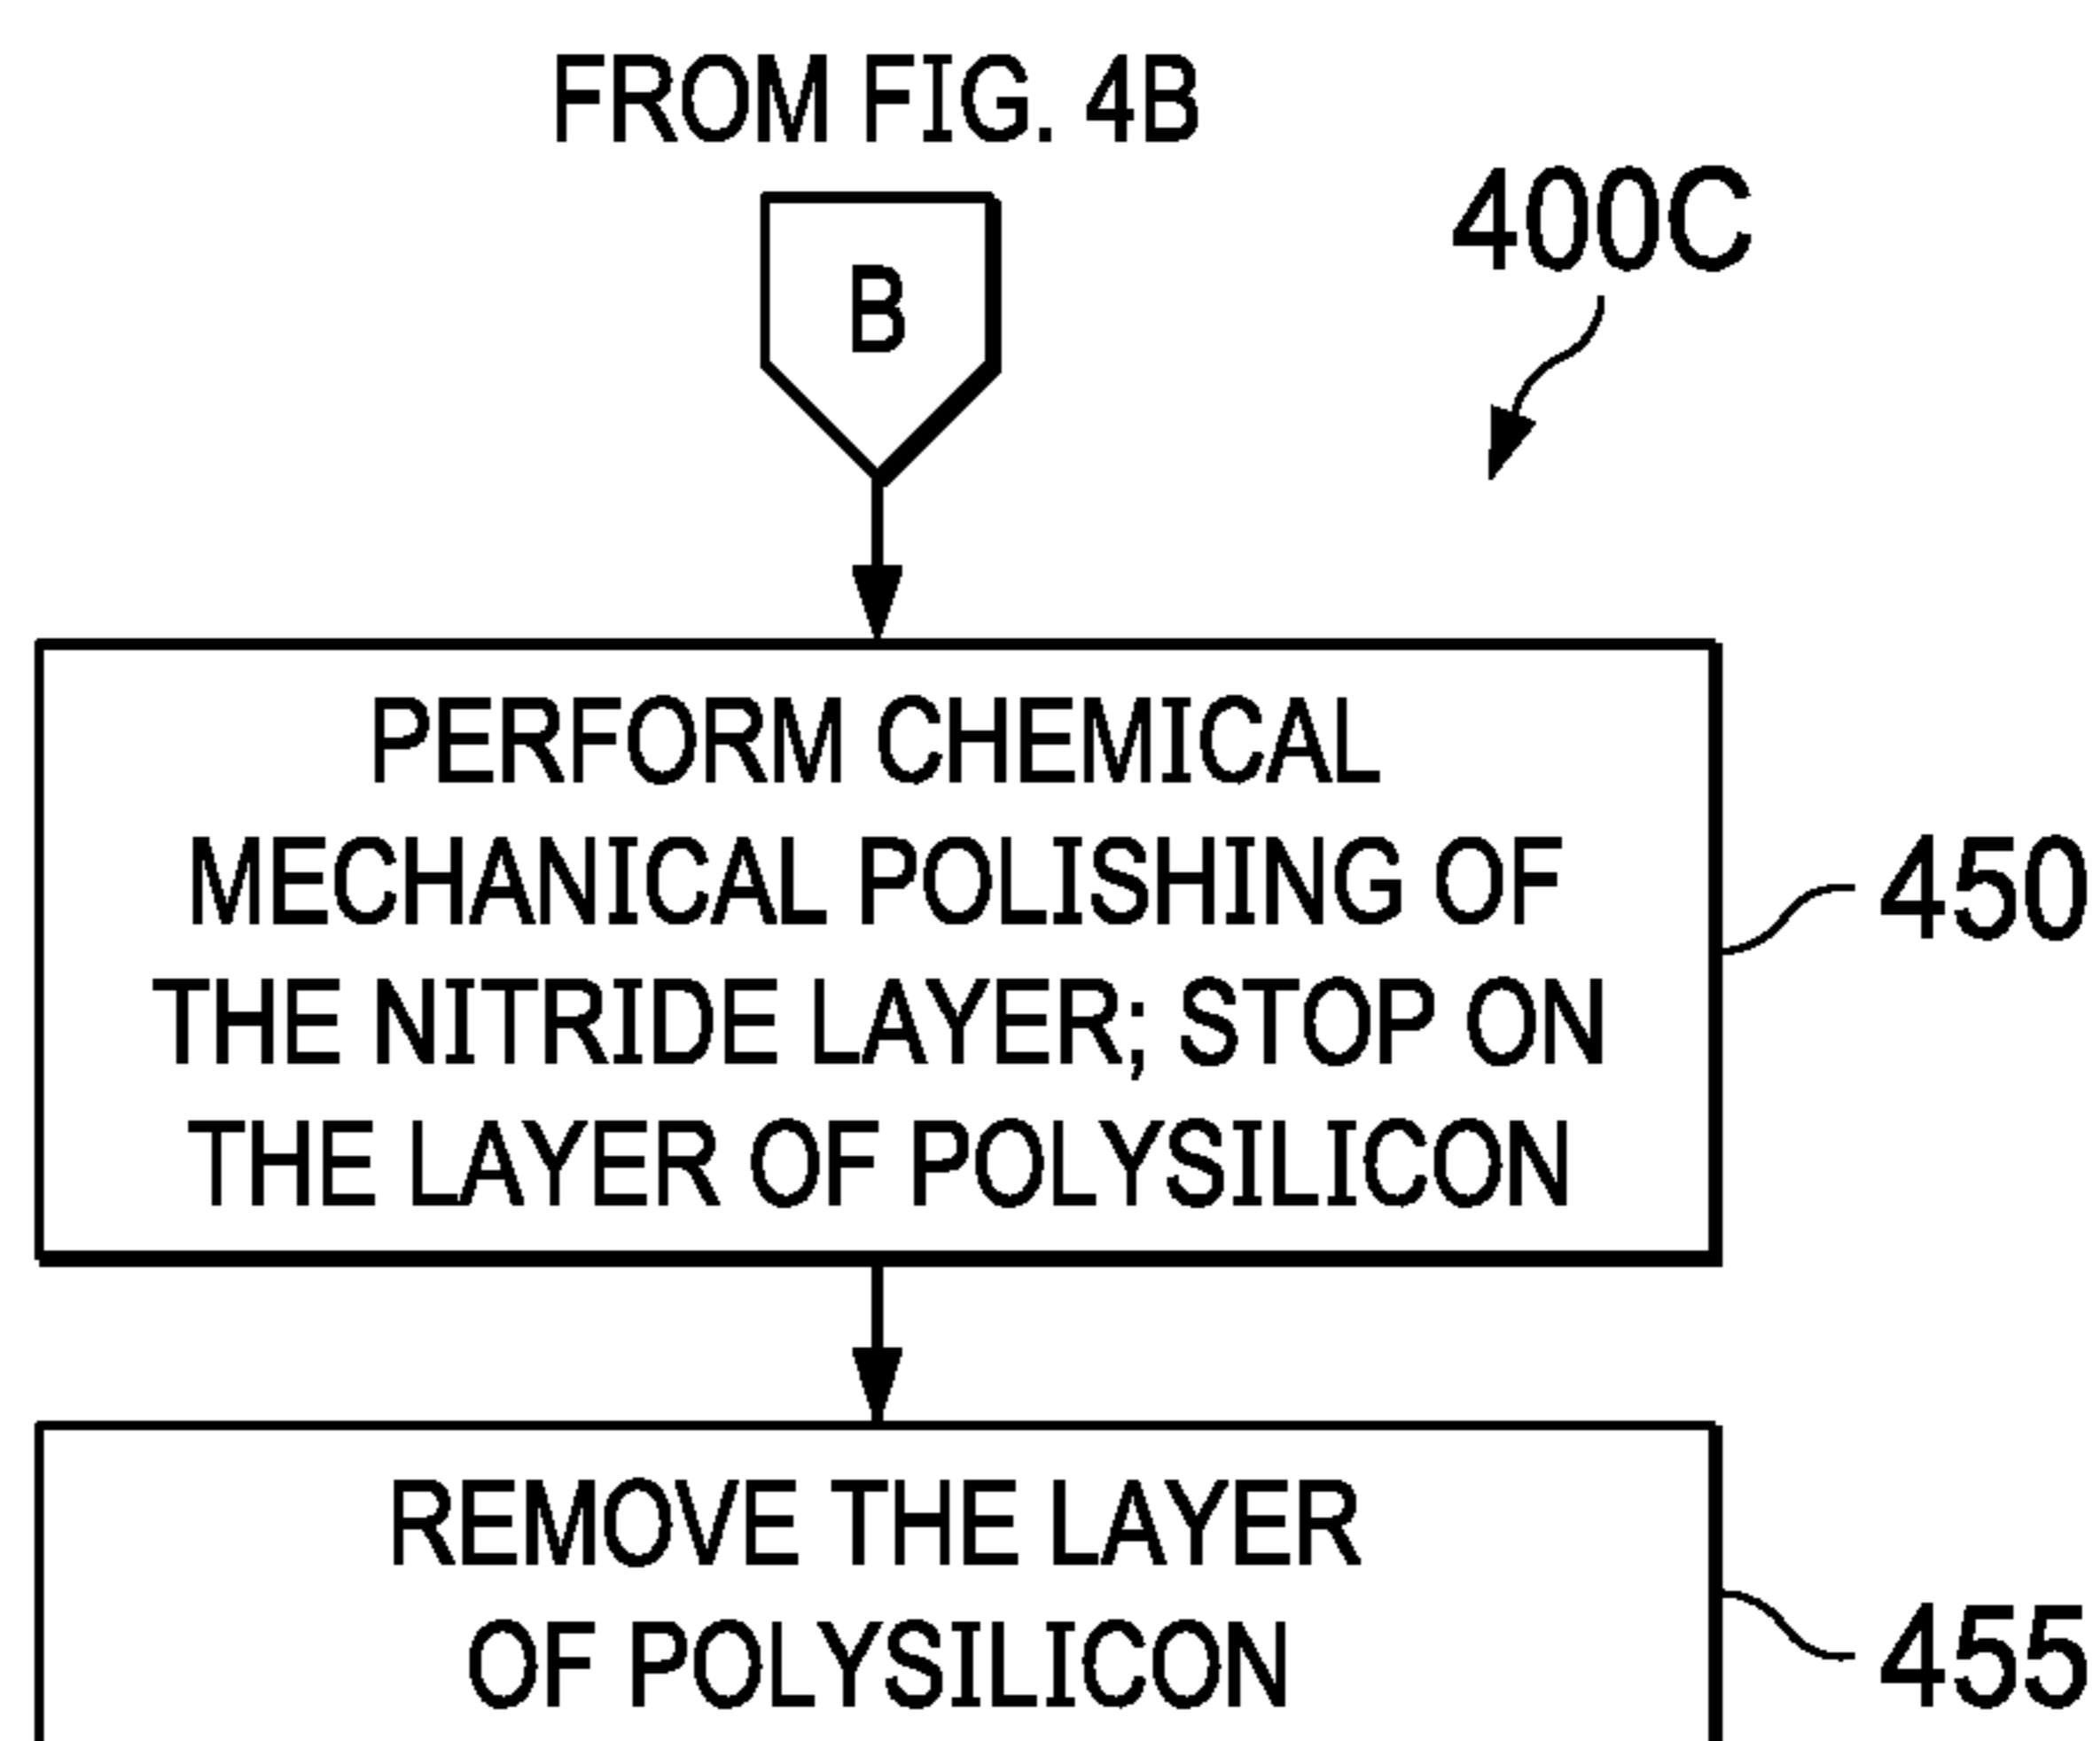 FROM FIG. 4B
400C
B
PERFORM CHEMICAL
MECHANICAL POLISHING OF
THE NITRIDE LAYER; STOP ON
THE LAYER OF POLYSILICON
450
REMOVE THE LAYER
OF POLYSILICON
455